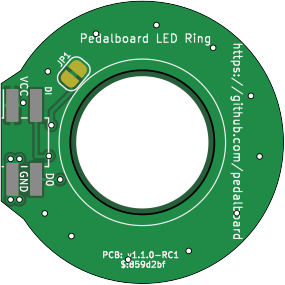 Pedalboard LED Ring
JP1
https://github.com/pedalboard
VCC
DI
GND
DO
PCB: v1.1.0-RC1
$:859d2bf